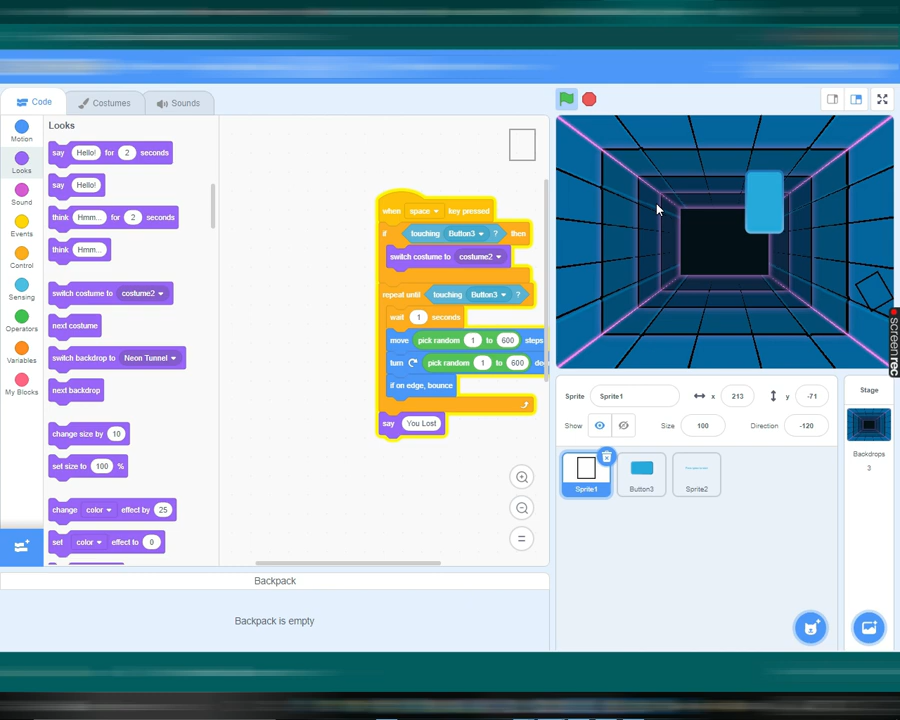 Code
Costumes
Sounds
Motion
Looks
Sound
Events
Control
Sensing
Operators
Variables
My Blocks
Looks
say Hello! for 2 seconds
say Hello!
think Hmm... for 2 seconds
think Hmm...
switch costume to costume2
next costume
switch backdrop to Neon Tunnel
next backdrop
change size by 10
set size to 100 %
change color effect by 25
set color effect to 0
when space key pressed
if touching Button3 ? then
switch costume to costume2
repeat until touching Button3 ?
wait 1 seconds
move pick random 1 to 600 steps
turn pick random 1 to 600 de
if on edge, bounce
say You Lost
Backpack
Backpack is empty
Sprite Sprite1 x 213 y -71
Show Size 100 Direction -120
Sprite1
Button3
Sprite2
Stage
Backdrops
3
screenrec